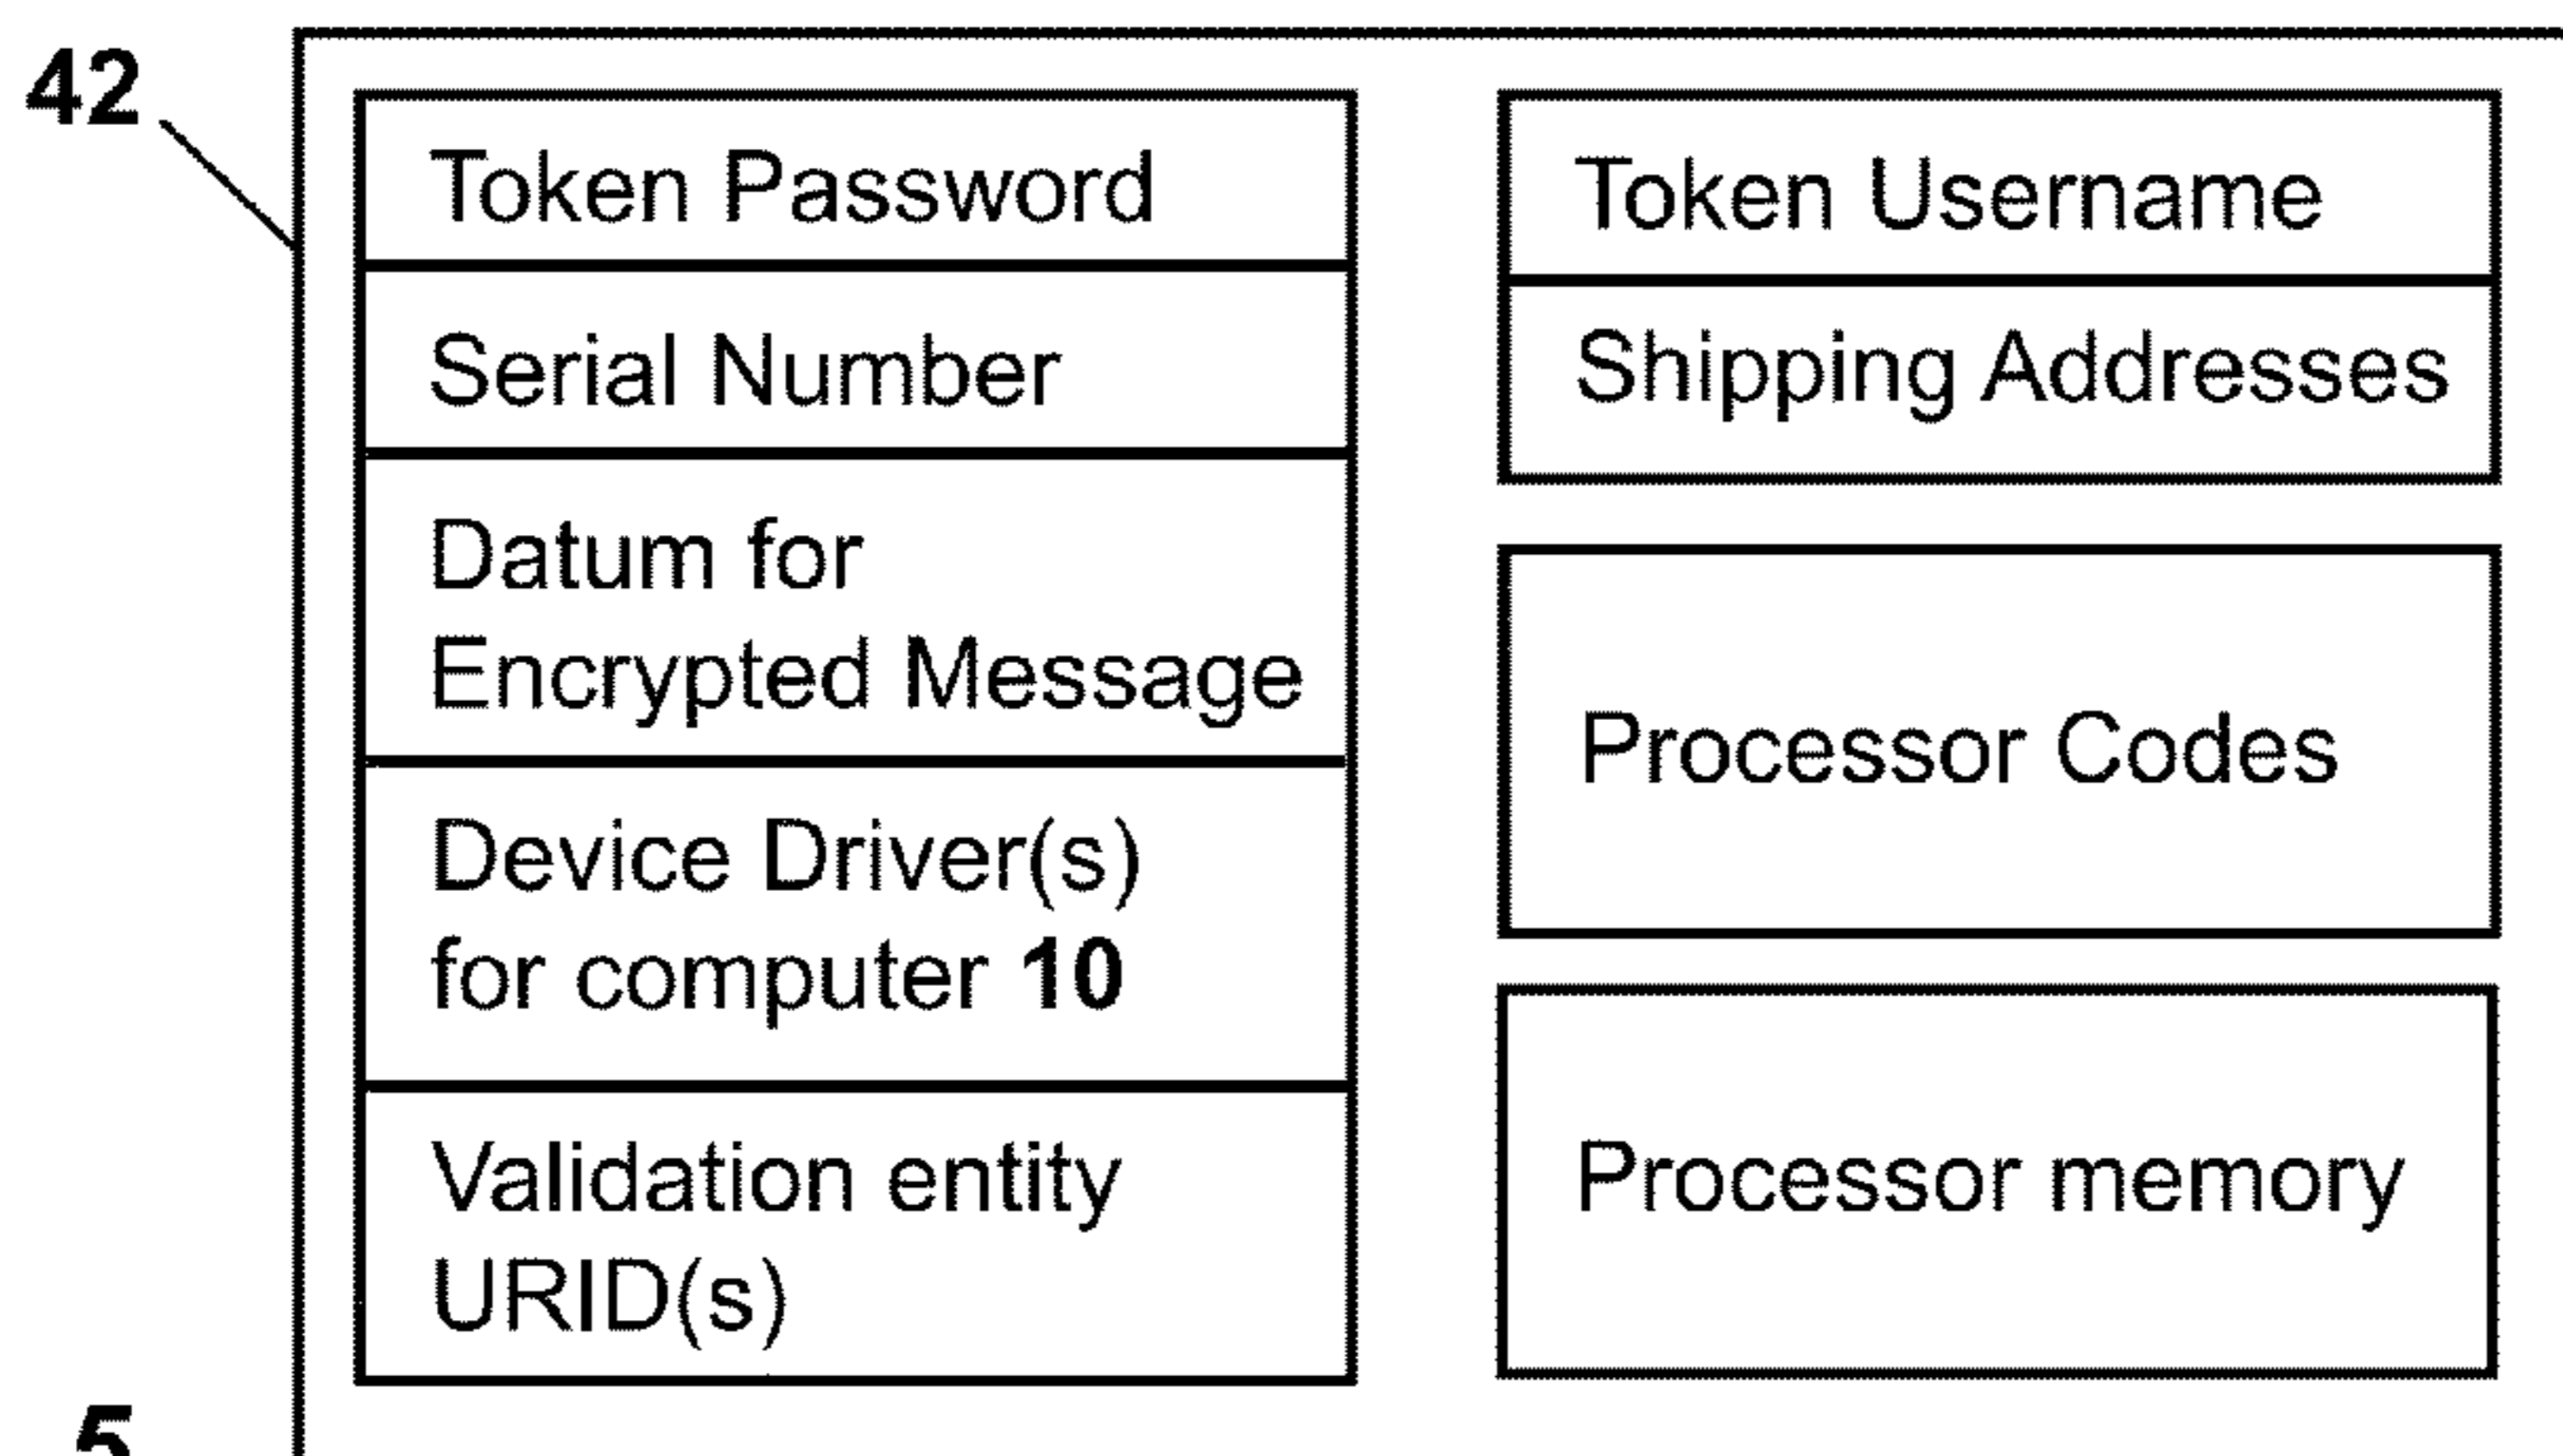 42
Token Password
Serial Number
Datum for
Encrypted Message
Device Driver(s)
for computer 10
Validation entity
URID(s)
Token Username
Shipping Addresses
Processor Codes
Processor memory
5